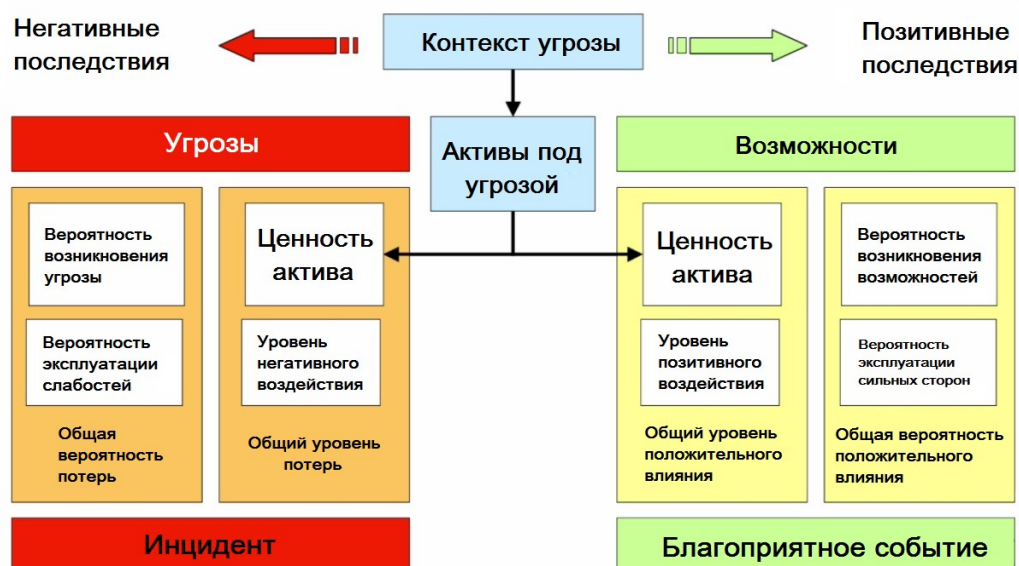 Негативные
последствия
Контекст угрозы
Позитивные
последствия
Угрозы
Активы под
угрозой
Возможности
Вероятность
возникновения
угрозы
Ценность
актива
Ценность
актива
Вероятность
возникновения
возможностей
Вероятность
эксплуатации
слабостей
Уровень
негативного
воздействия
Уровень
позитивного
воздействия
Вероятность
эксплуатации
сильных сторон
Общая
вероятность
потерь
Общий уровень
потерь
Общий уровень
положительного
влияния
Общая вероятность
положительного
влияния
Инцидент
Благоприятное событие